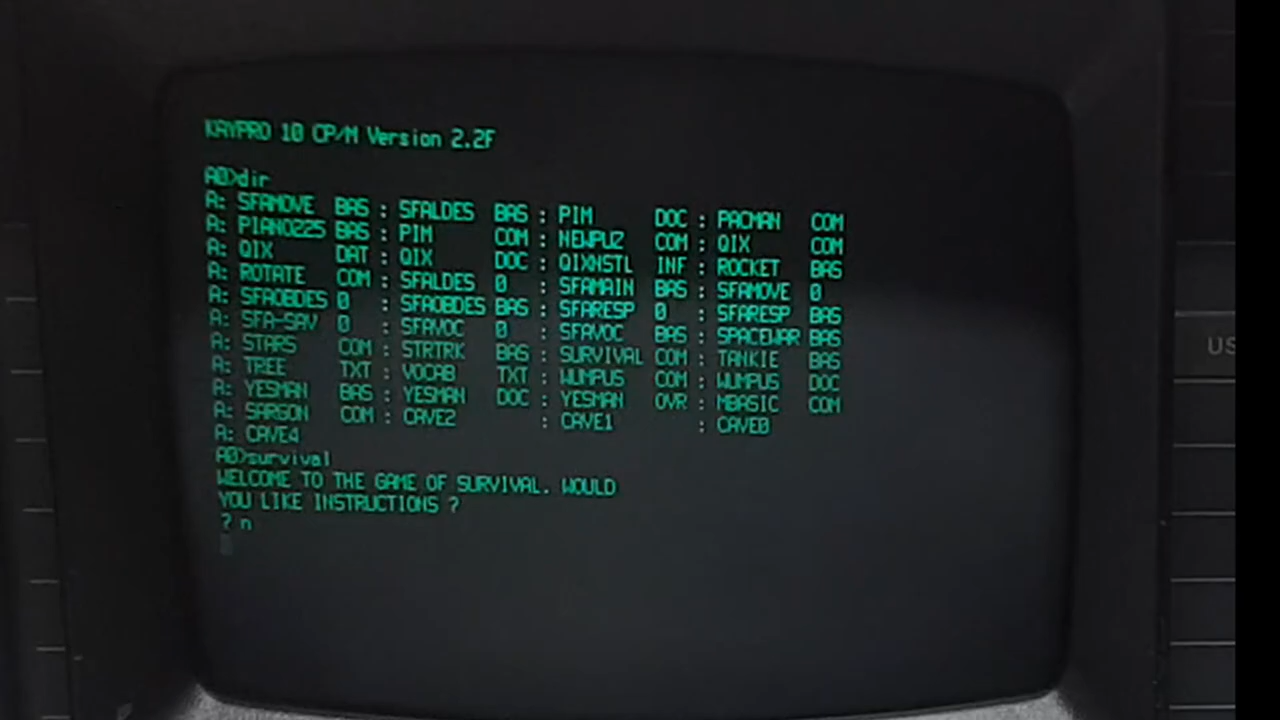 KAYPRO 10 CP/M Version 2.2F
A0>dir
A: SFAMOVE BAS : SFALDES BAS : PIM DOC : PACMAN COM
A: PIANO225 BAS : PIM COM : NEWPUZ COM : QIX COM
A: QIX DAT : QIX DOC : QIXNSTL INF : ROCKET BAS
A: ROTATE COM : SFALDES 0 : SFAMAIN BAS : SFAMOVE 0
A: SFAOBDES 0 : SFAOBDES BAS : SFARESP 0 : SFARESP BAS
A: SFA-SAV 0 : SFAVOC 0 : SFAVOC BAS : SPACEWAR BAS
A: STARS COM : STRTRK BAS : SURVIVAL COM : TANKIE BAS
A: TREE TXT : VOCAB TXT : WUMPUS COM : WUMPUS DOC
A: YESMAN BAS : YESMAN DOC : YESMAN OVR : MBASIC COM
A: SARGON COM : CAVE2 : CAVE1 : CAVE0
A: CAVE4
A0>survival
WELCOME TO THE GAME OF SURVIVAL. WOULD
YOU LIKE INSTRUCTIONS ?
? n
US